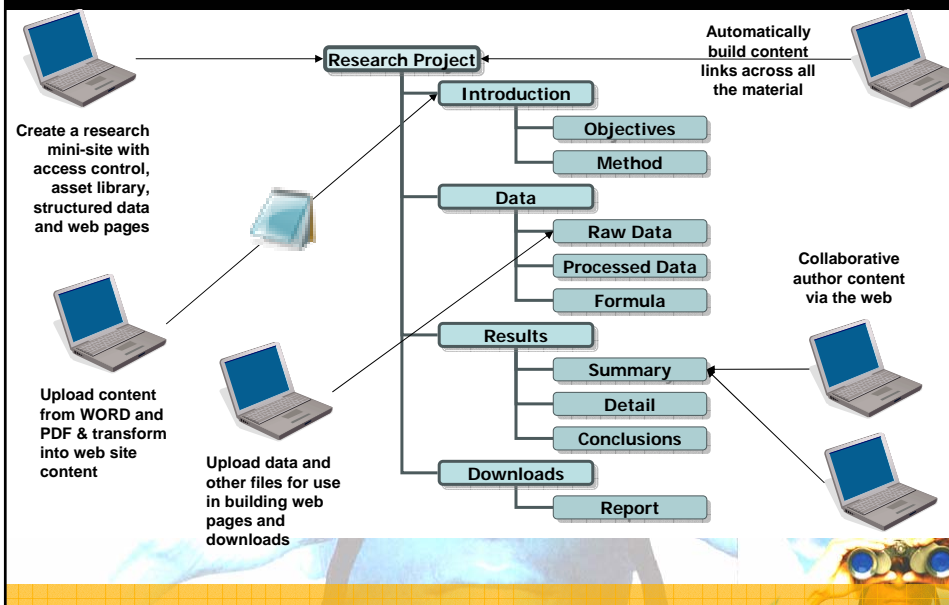 Research Project
Introduction
Objectives
Method
Data
Raw Data
Processed Data
Formula
Results
Summary
Detail
Conclusions
Downloads
Report
Create a research
mini-site with
access control,
asset library,
structured data
and web pages
Upload content
from WORD and
PDF & transform
into web site
content
Upload data and
other files for use
in building web
pages and
downloads
Automatically
build content
links across all
the material
Collaborative
author content
via the web